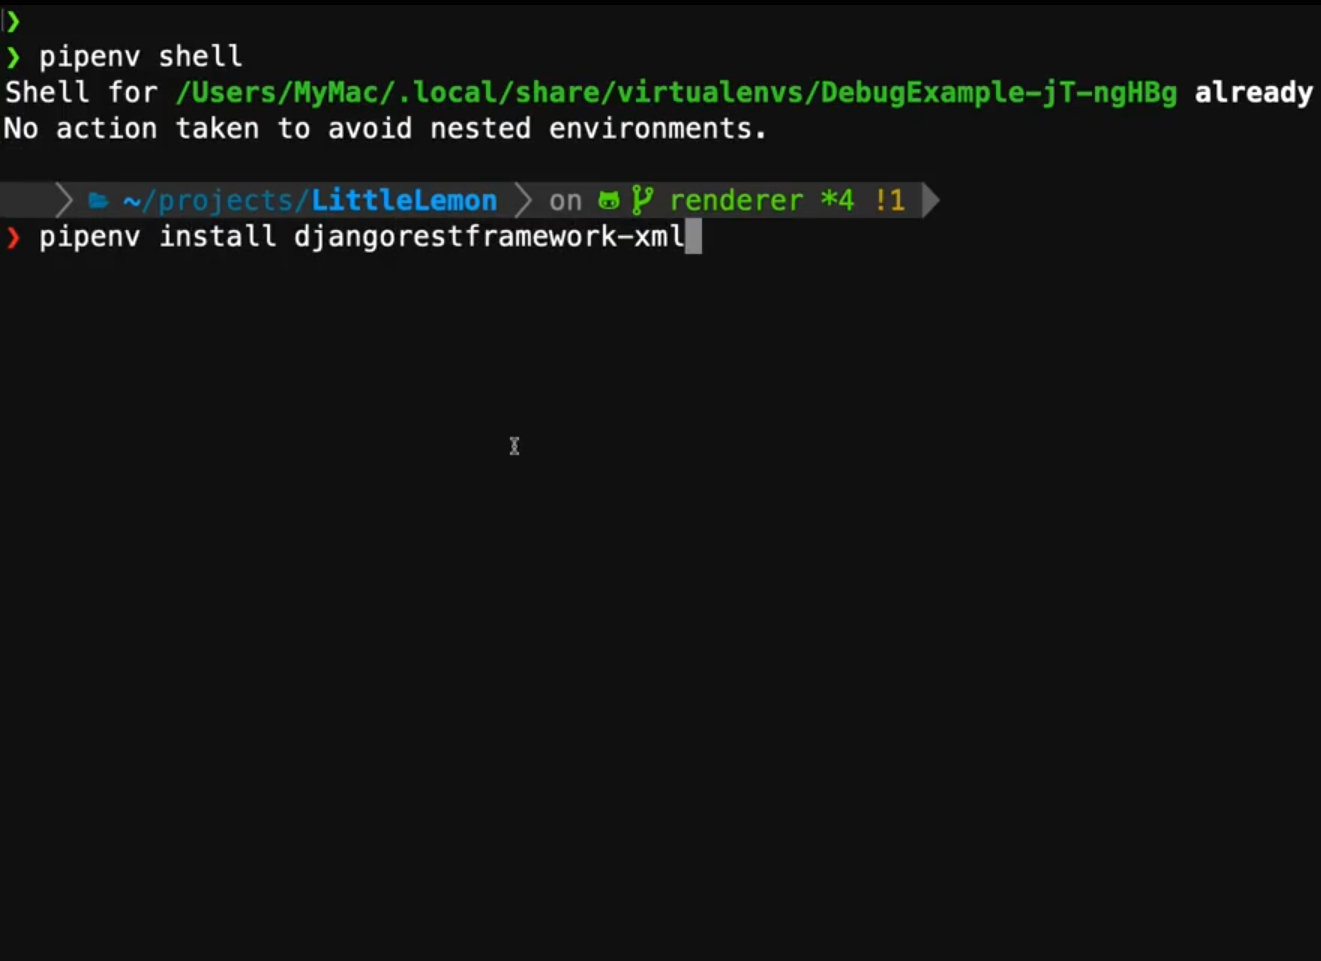 ❯
❯ pipenv shell
Shell for /Users/MyMac/.local/share/virtualenvs/DebugExample-jT-ngHBg already
No action taken to avoid nested environments.
~/projects/LittleLemon on renderer *4 !1
❯ pipenv install djangorestframework-xml